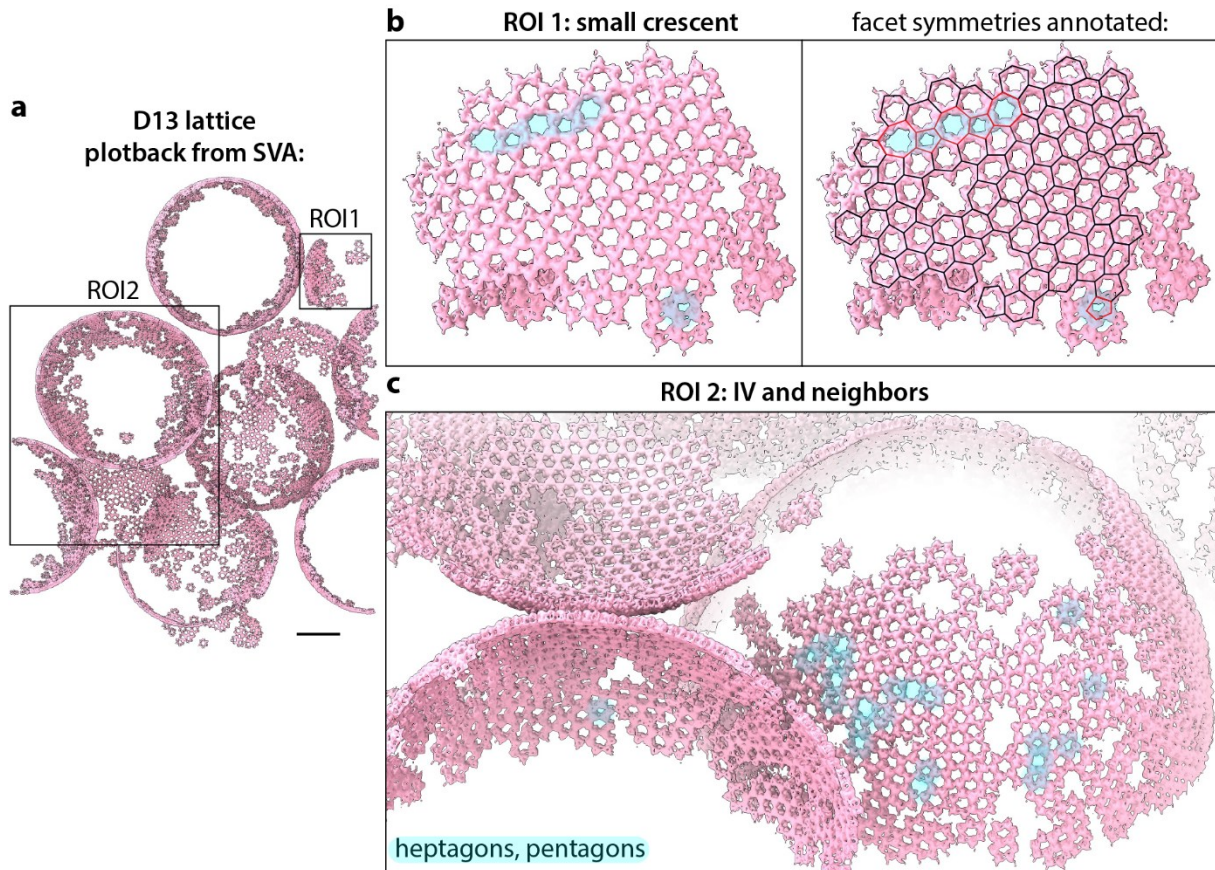 a
D13 lattice
plotback from SVA:
ROI1
ROI2
b
ROI 1: small crescent
facet symmetries annotated:
c
ROI 2: IV and neighbors
heptagons, pentagons